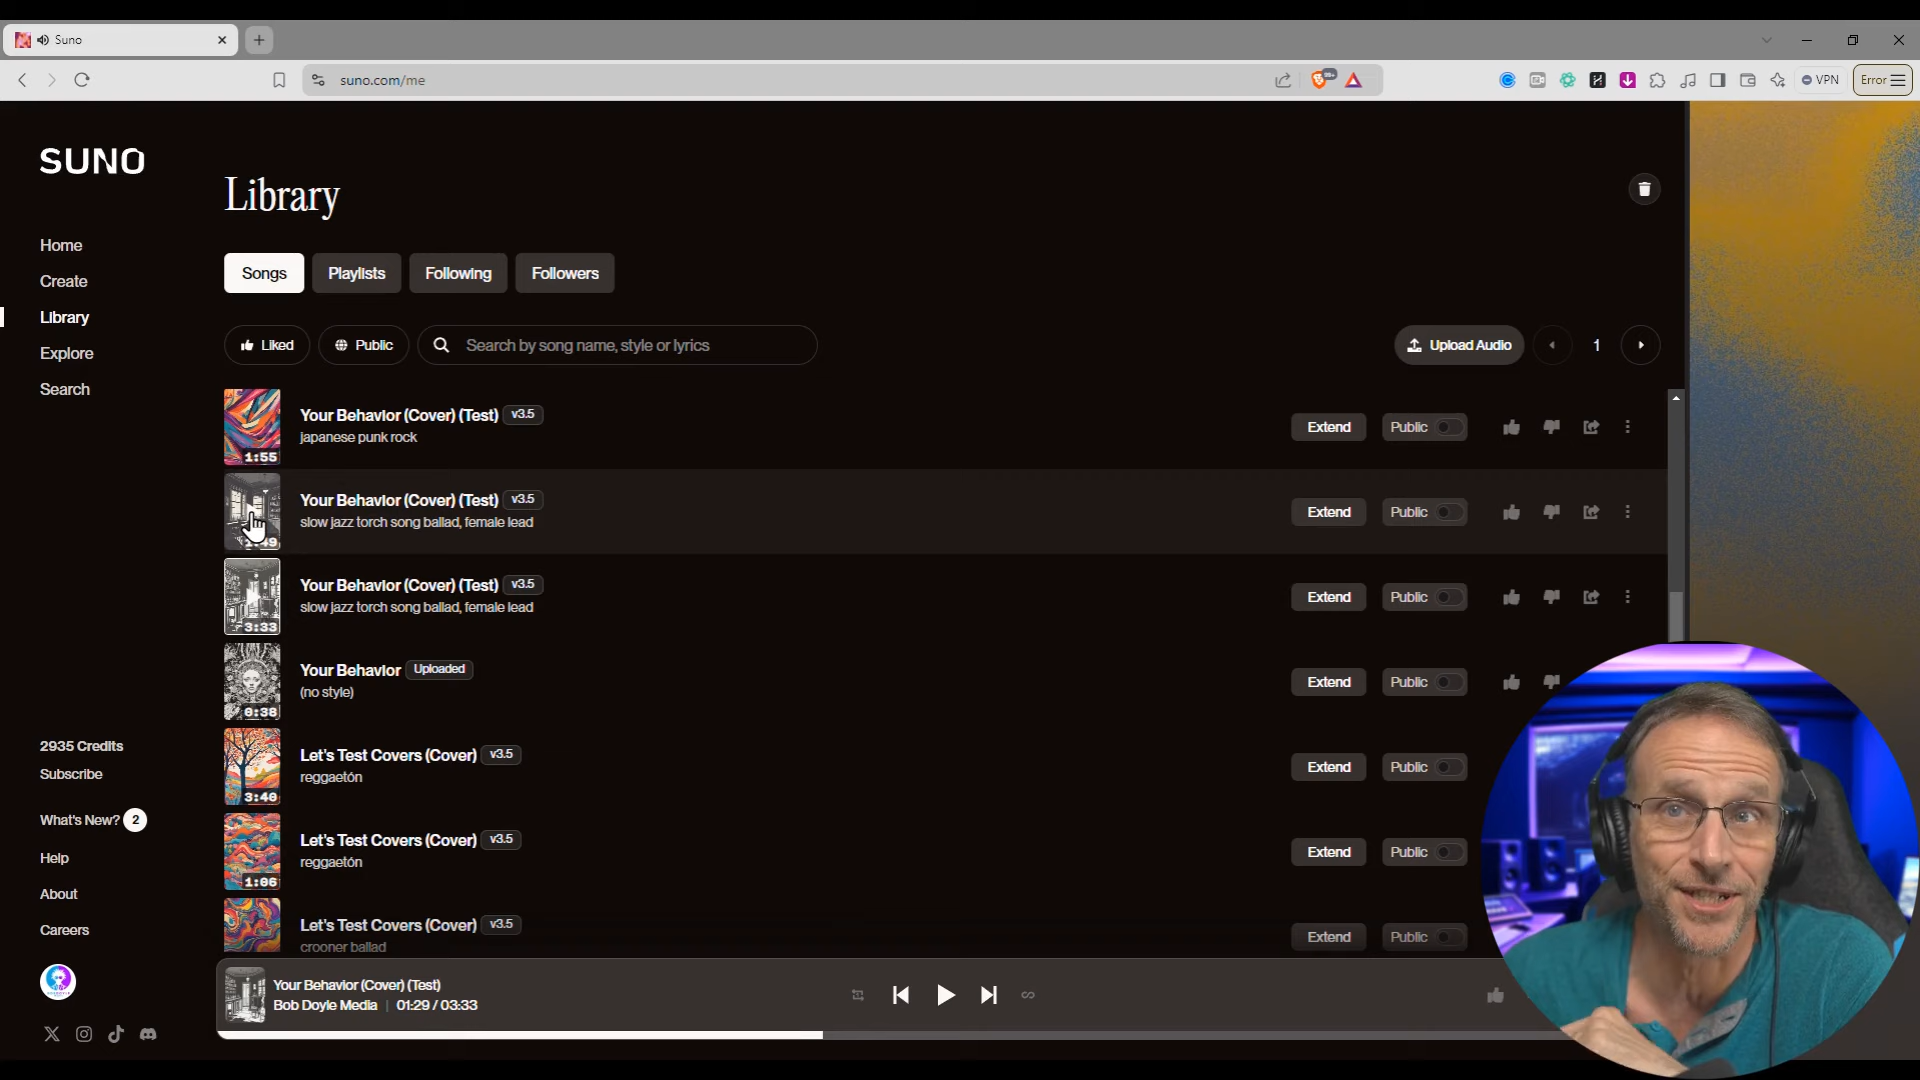 Suno
suno.com/me
VPN
Error
SUNO
Library
Home
Create
Library
Explore
Search
Songs
Playlists
Following
Followers
Liked
Public
Search by song name, style or lyrics
Upload Audio
1
Your Behavior (Cover) (Test) v3.5
japanese punk rock
1:55
Extend
Public
Your Behavior (Cover) (Test) v3.5
slow jazz torch song ballad, female lead
Extend
Public
Your Behavior (Cover) (Test) v3.5
slow jazz torch song ballad, female lead
3:33
Extend
Public
Your Behavior Uploaded
(no style)
0:38
Extend
Public
Let's Test Covers (Cover) v3.5
reggaetón
3:40
Extend
Public
Let's Test Covers (Cover) v3.5
reggaetón
1:06
Extend
Public
Let's Test Covers (Cover) v3.5
crooner ballad
Extend
Public
2935 Credits
Subscribe
What's New? 2
Help
About
Careers
Your Behavior (Cover) (Test)
Bob Doyle Media | 01:29 / 03:33